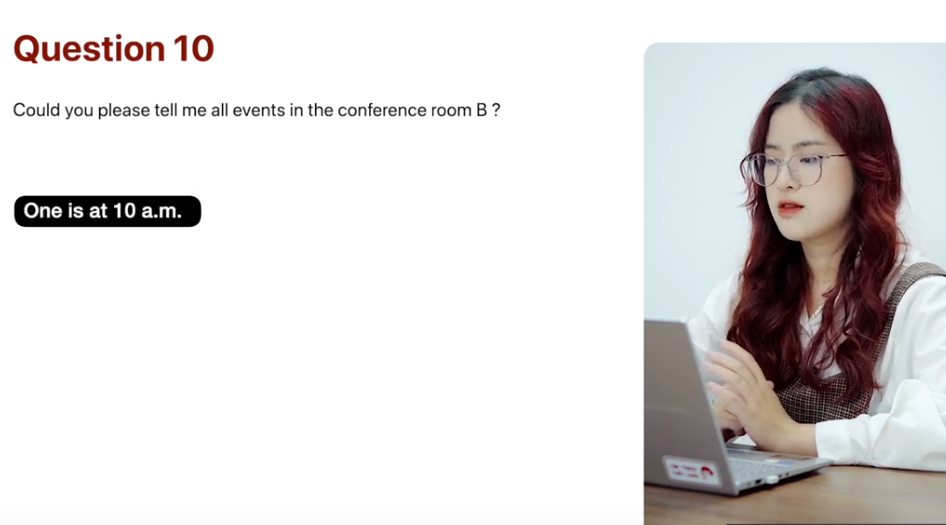 Question 10
Could you please tell me all events in the conference room B ?
One is at 10 a.m.